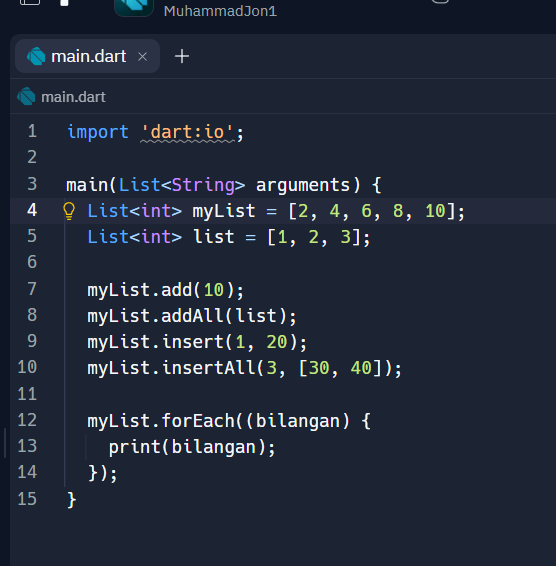 MuhammadJon1
main.dart × +
main.dart
1 import 'dart:io';
2
3 main(List<String> arguments) {
4 List<int> myList = [2, 4, 6, 8, 10];
5 List<int> list = [1, 2, 3];
6
7 myList.add(10);
8 myList.addAll(list);
9 myList.insert(1, 20);
10 myList.insertAll(3, [30, 40]);
11
12 myList.forEach((bilangan) {
13 print(bilangan);
14 });
15 }